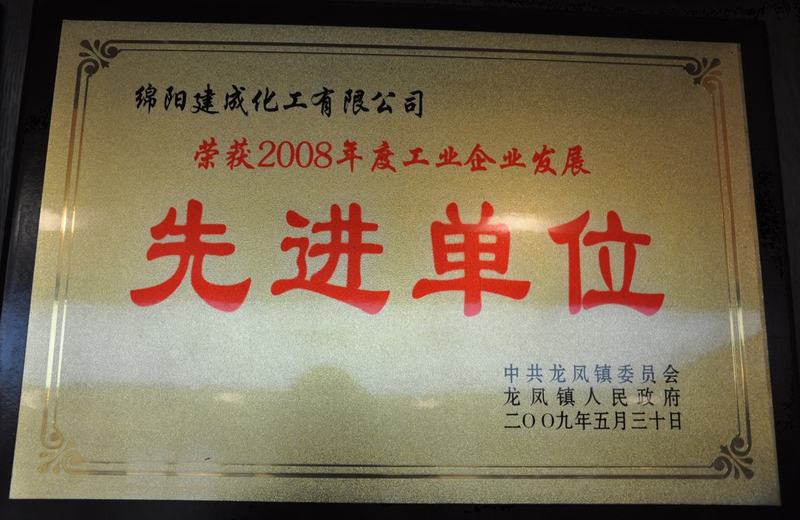 绵阳建成化工有限公司
荣获2008年度工业企业发展
先进单位
中共龙凤镇委员会
龙凤镇人民政府
二〇〇九年五月三十日